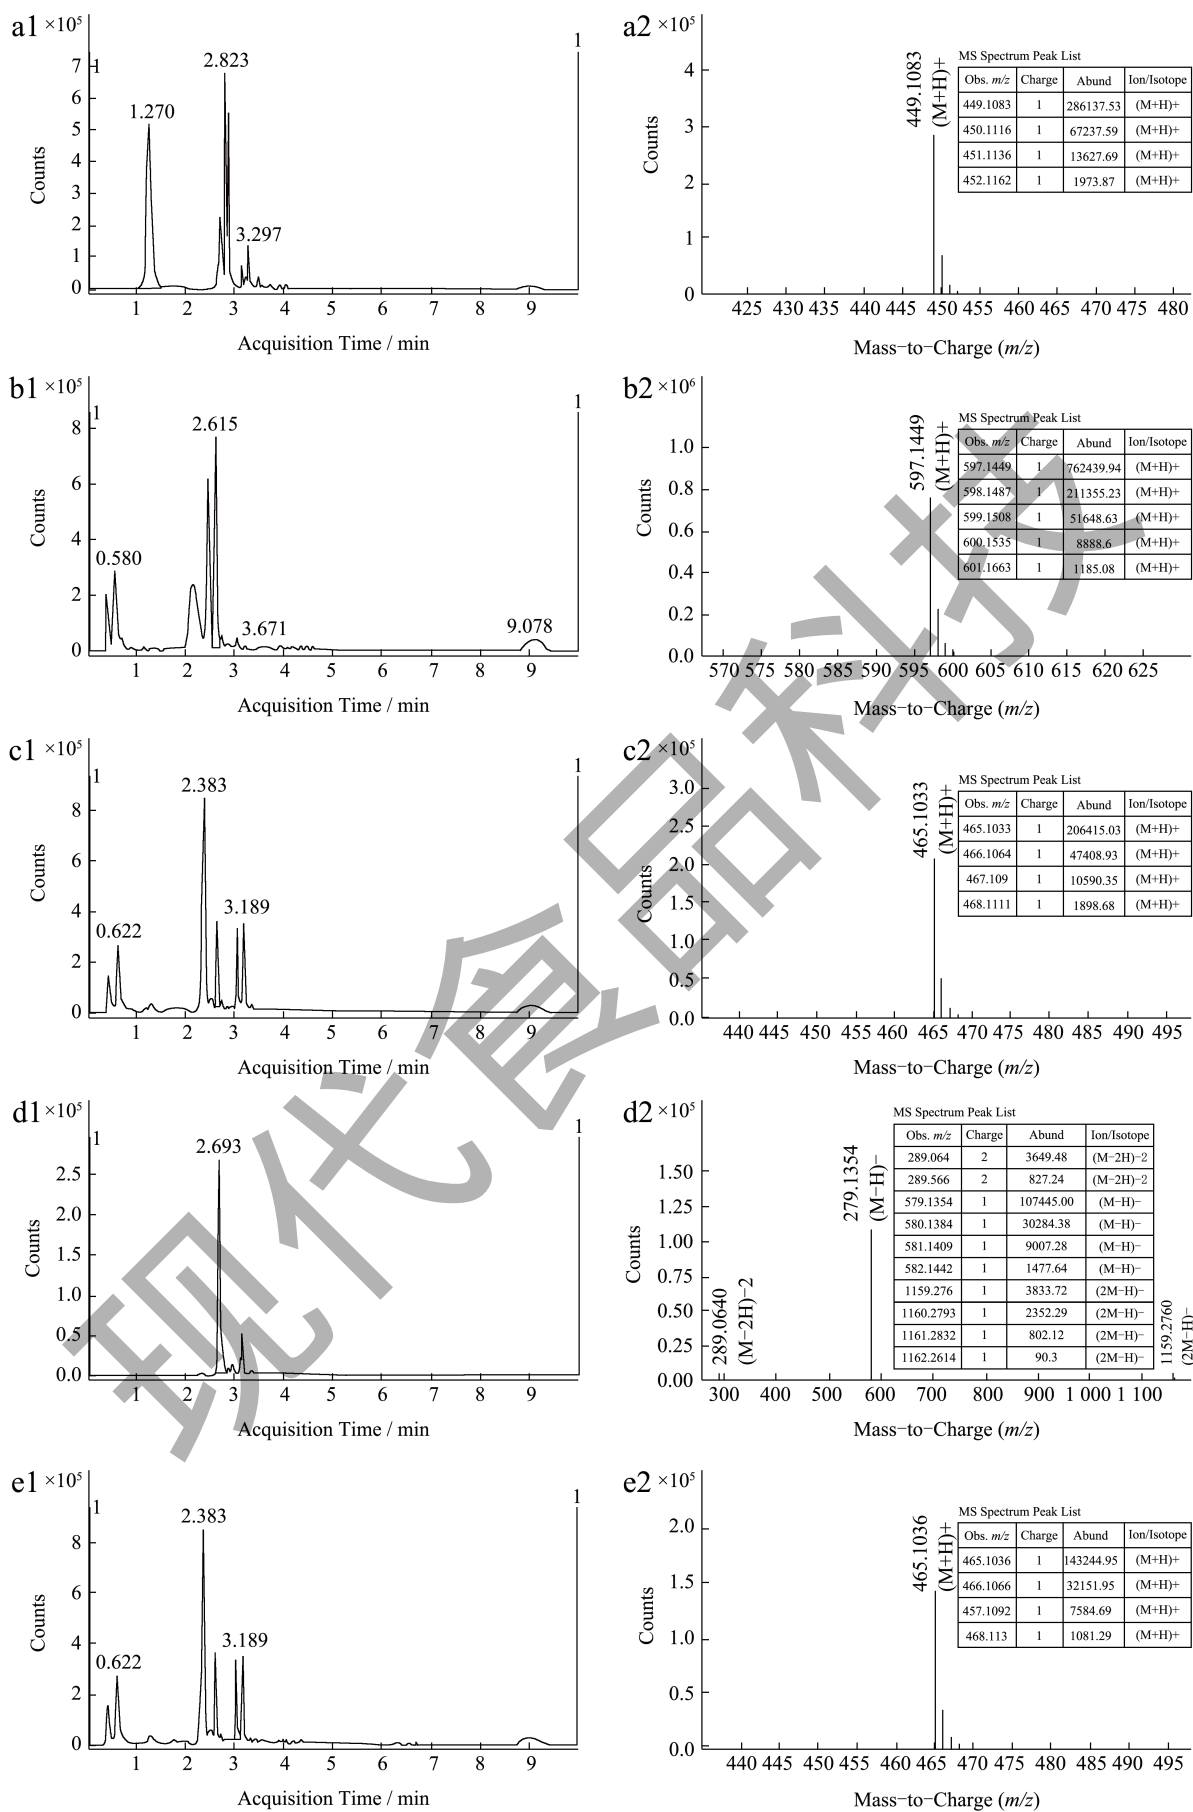 a1 ×10⁵
1
1
7
6
5
4
3
2
1
0
1.270
2.823
3.297
Counts
1 2 3 4 5 6 7 8 9
Acquisition Time / min
a2 ×10⁵
4
3
2
1
0
Counts
449.1083
(M+H)+
MS Spectrum Peak List
Obs. m/z Charge Abund Ion/Isotope
449.1083 1 286137.53 (M+H)+
450.1116 1 67237.59 (M+H)+
451.1136 1 13627.69 (M+H)+
452.1162 1 1973.87 (M+H)+
425 430 435 440 445 450 455 460 465 470 475 480
Mass-to-Charge (m/z)
b1 ×10⁵
1
1
8
6
4
2
0
0.580
2.615
3.671
9.078
Counts
1 2 3 4 5 6 7 8 9
Acquisition Time / min
b2 ×10⁶
1.0
0.8
0.6
0.4
0.2
0.0
Counts
597.1449
(M+H)+
MS Spectrum Peak List
Obs. m/z Charge Abund Ion/Isotope
597.1449 1 762439.94 (M+H)+
598.1487 1 211355.23 (M+H)+
599.1508 1 51648.63 (M+H)+
600.1535 1 8888.6 (M+H)+
601.1663 1 1185.08 (M+H)+
570 575 580 585 590 595 600 605 610 615 620 625
Mass-to-Charge (m/z)
c1 ×10⁵
1
1
8
6
4
2
0
0.622
2.383
3.189
Counts
1 2 3 4 5 6 7 8 9
Acquisition Time / min
c2 ×10⁵
3.0
2.5
2.0
1.5
1.0
0.5
0.0
Counts
465.1033
(M+H)+
MS Spectrum Peak List
Obs. m/z Charge Abund Ion/Isotope
465.1033 1 206415.03 (M+H)+
466.1064 1 47408.93 (M+H)+
467.109 1 10590.35 (M+H)+
468.1111 1 1898.68 (M+H)+
440 445 450 455 460 465 470 475 480 485 490 495
Mass-to-Charge (m/z)
d1 ×10⁵
1
1
2.5
2.0
1.5
1.0
0.5
0.0
2.693
Counts
1 2 3 4 5 6 7 8 9
Acquisition Time / min
d2 ×10⁵
1.50
1.25
1.00
0.75
0.50
0.25
0.00
Counts
289.0640
(M-2H)-2
279.1354
(M-H)-
1159.2760
(2M-H)-
MS Spectrum Peak List
Obs. m/z Charge Abund Ion/Isotope
289.064 2 3649.48 (M-2H)-2
289.566 2 827.24 (M-2H)-2
579.1354 1 107445.00 (M-H)-
580.1384 1 30284.38 (M-H)-
581.1409 1 9007.28 (M-H)-
582.1442 1 1477.64 (M-H)-
1159.276 1 3833.72 (2M-H)-
1160.2793 1 2352.29 (2M-H)-
1161.2832 1 802.12 (2M-H)-
1162.2614 1 90.3 (2M-H)-
300 400 500 600 700 800 900 1 000 1 100
Mass-to-Charge (m/z)
e1 ×10⁵
1
1
8
6
4
2
0
0.622
2.383
3.189
Counts
1 2 3 4 5 6 7 8 9
Acquisition Time / min
e2 ×10⁵
2.0
1.5
1.0
0.5
0.0
Counts
465.1036
(M+H)+
MS Spectrum Peak List
Obs. m/z Charge Abund Ion/Isotope
465.1036 1 143244.95 (M+H)+
466.1066 1 32151.95 (M+H)+
457.1092 1 7584.69 (M+H)+
468.113 1 1081.29 (M+H)+
440 445 450 455 460 465 470 475 480 485 490 495
Mass-to-Charge (m/z)
现代食品科技